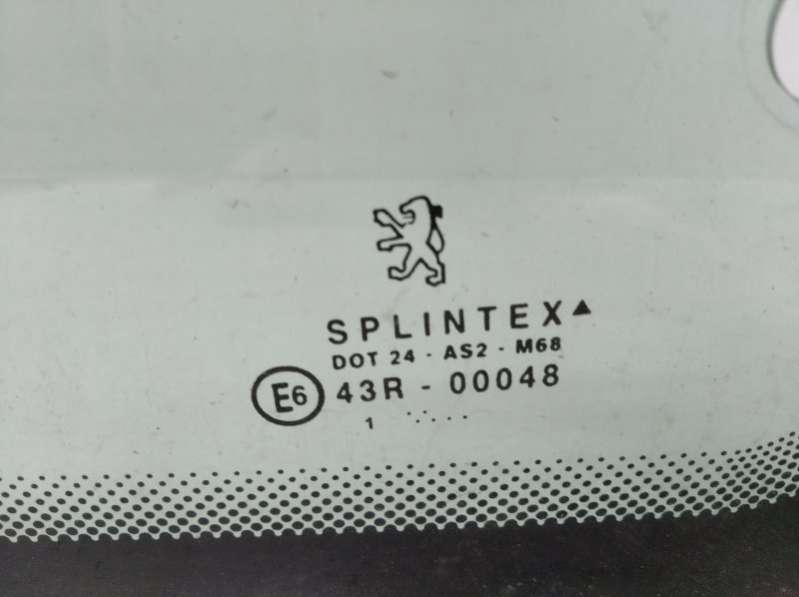 SPLINTEX▲
DOT 24 - AS2 - M68
E6 43R - 00048
1 ·:·.....